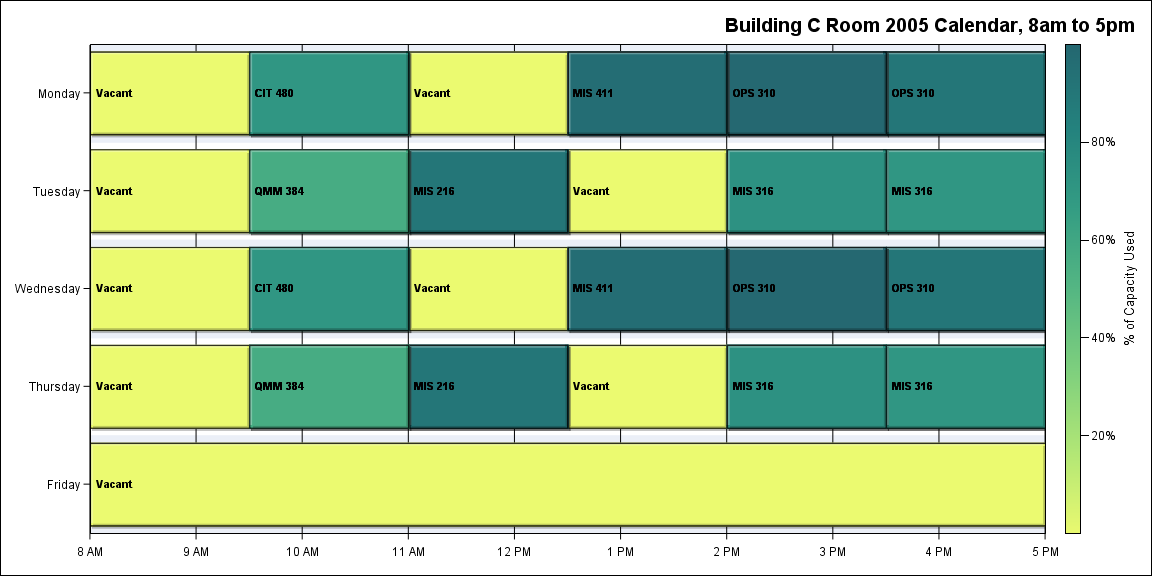 Building C Room 2005 Calendar, 8am to 5pm
Monday
Vacant
CIT 480
Vacant
MIS 411
OPS 310
OPS 310
Tuesday
Vacant
QMM 384
MIS 216
Vacant
MIS 316
MIS 316
Wednesday
Vacant
CIT 480
Vacant
MIS 411
OPS 310
OPS 310
Thursday
Vacant
QMM 384
MIS 216
Vacant
MIS 316
MIS 316
Friday
Vacant
8 AM
9 AM
10 AM
11 AM
12 PM
1 PM
2 PM
3 PM
4 PM
5 PM
80%
60%
40%
20%
% of Capacity Used